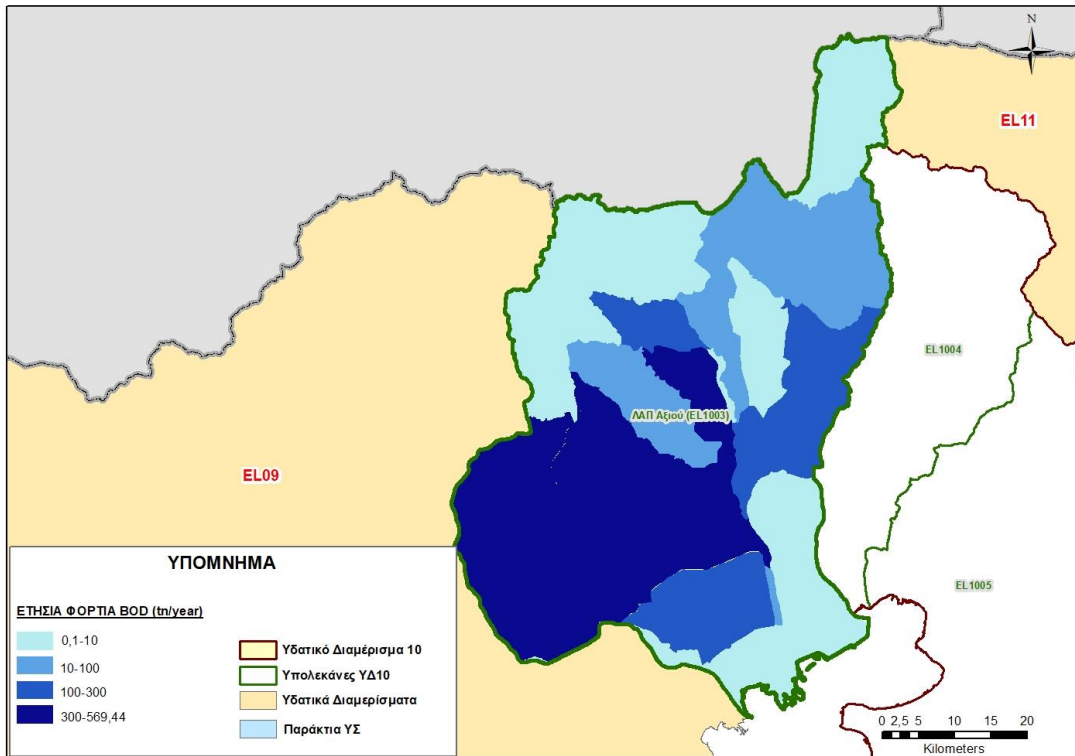 N
EL11
EL1004
ΛΑΠ Αξιού (EL1003)
EL09
EL1005
ΥΠΟΜΝΗΜΑ
ΕΤΗΣΙΑ ΦΟΡΤΙΑ BOD (tn/year)
0,1-10
10-100
100-300
300-569,44
Υδατικό Διαμέρισμα 10
Υπολεκάνες ΥΔ10
Υδατικά Διαμερίσματα
Παράκτια ΥΣ
0 2,5 5 10 15 20
Kilometers